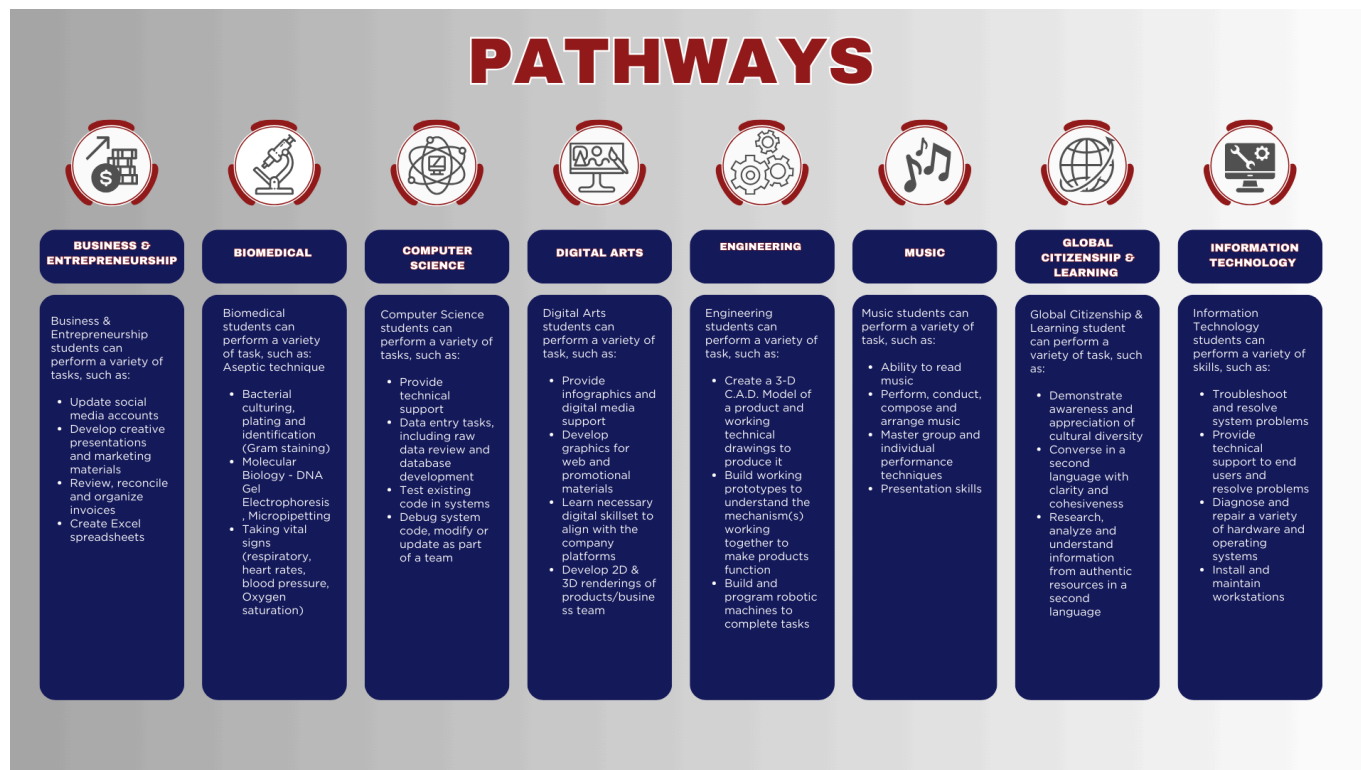 PATHWAYS
BUSINESS &
ENTREPRENEURSHIP
Business &
Entrepreneurship
students can
perform a variety of
tasks, such as:
• Update social
media accounts
• Develop creative
presentations
and marketing
materials
• Review, reconcile
and organize
invoices
• Create Excel
spreadsheets
BIOMEDICAL
Biomedical
students can
perform a variety
of task, such as:
Aseptic technique
• Bacterial
culturing,
plating and
identification
(Gram staining)
• Molecular
Biology - DNA
Gel
Electrophoresis
, Micropipetting
• Taking vital
signs
(respiratory,
heart rates,
blood pressure,
Oxygen
saturation)
COMPUTER
SCIENCE
Computer Science
students can
perform a variety of
tasks, such as:
• Provide
technical
support
• Data entry tasks,
including raw
data review and
database
development
• Test existing
code in systems
• Debug system
code, modify or
update as part
of a team
DIGITAL ARTS
Digital Arts
students can
perform a variety of
task, such as:
• Provide
infographics and
digital media
support
• Develop
graphics for
web and
promotional
materials
• Learn necessary
digital skillset to
align with the
company
platforms
• Develop 2D &
3D renderings of
products/busine
ss team
ENGINEERING
Engineering
students can
perform a variety of
task, such as:
• Create a 3-D
C.A.D. Model of
a product and
working
technical
drawings to
produce it
• Build working
prototypes to
understand the
mechanism(s)
working
together to
make products
function
• Build and
program robotic
machines to
complete tasks
MUSIC
Music students can
perform a variety of
task, such as:
• Ability to read
music
• Perform, conduct,
compose and
arrange music
• Master group and
individual
performance
techniques
• Presentation skills
GLOBAL
CITIZENSHIP &
LEARNING
Global Citizenship &
Learning student
can perform a
variety of task, such
as:
• Demonstrate
awareness and
appreciation of
cultural diversity
• Converse in a
second
language with
clarity and
cohesiveness
• Research,
analyze and
understand
information
from authentic
resources in a
second
language
INFORMATION
TECHNOLOGY
Information
Technology
students can
perform a variety of
skills, such as:
• Troubleshoot
and resolve
system problems
• Provide
technical
support to end
users and
resolve problems
• Diagnose and
repair a variety
of hardware and
operating
systems
• Install and
maintain
workstations